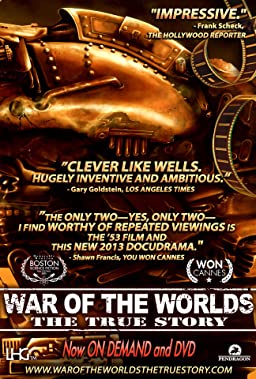 "IMPRESSIVE."
- Frank Scheck,
THE HOLLYWOOD REPORTER
"CLEVER LIKE WELLS.
HUGELY INVENTIVE AND AMBITIOUS."
- Gary Goldstein, LOS ANGELES TIMES
"THE ONLY TWO—YES, ONLY TWO—
I FIND WORTHY OF REPEATED VIEWINGS IS
THE '53 FILM AND
THIS NEW 2013 DOCUDRAMA."
- Shawn Francis, YOU WON CANNES
BOSTON
SCIENCE FICTION
WON
CANNES
WAR OF THE WORLDS
THE TRUE STORY
Now ON DEMAND and DVD
PENDRAGON
WWW.WAROFTHEWORLDSTHETRUESTORY.COM